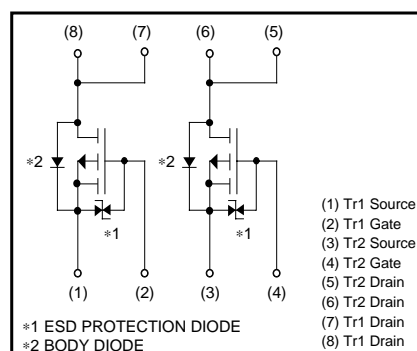 (8) (7) (6) (5)
∗2 ∗2
∗1 ∗1
(1) (2) (3) (4)
(1) Tr1 Source
(2) Tr1 Gate
(3) Tr2 Source
(4) Tr2 Gate
(5) Tr2 Drain
(6) Tr2 Drain
(7) Tr1 Drain
(8) Tr1 Drain
∗1 ESD PROTECTION DIODE
∗2 BODY DIODE